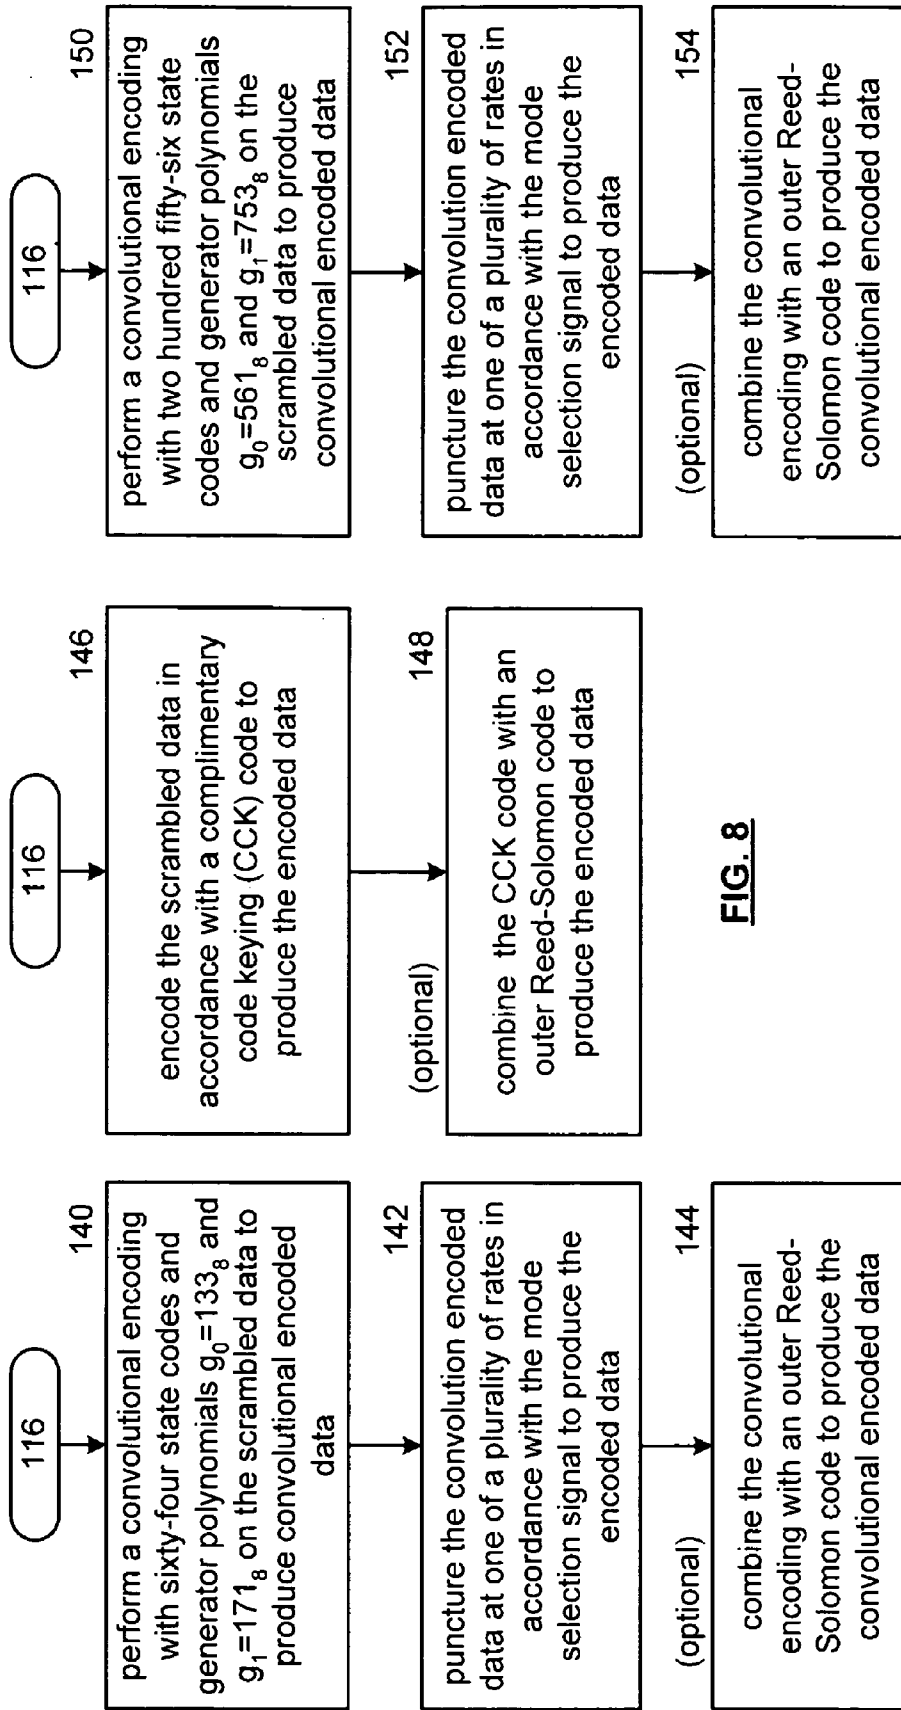 116
140
perform a convolutional encoding
with sixty-four state codes and
generator polynomials g₀=133₈ and
g₁=171₈ on the scrambled data to
produce convolutional encoded
data
142
puncture the convolution encoded
data at one of a plurality of rates in
accordance with the mode
selection signal to produce the
encoded data
(optional)
144
combine the convolutional
encoding with an outer Reed-
Solomon code to produce the
convolutional encoded data
116
146
encode the scrambled data in
accordance with a complimentary
code keying (CCK) code to
produce the encoded data
(optional)
148
combine the CCK code with an
outer Reed-Solomon code to
produce the encoded data
116
150
perform a convolutional encoding
with two hundred fifty-six state
codes and generator polynomials
g₀=561₈ and g₁=753₈ on the
scrambled data to produce
convolutional encoded data
152
puncture the convolution encoded
data at one of a plurality of rates in
accordance with the mode
selection signal to produce the
encoded data
(optional)
154
combine the convolutional
encoding with an outer Reed-
Solomon code to produce the
convolutional encoded data
FIG. 8